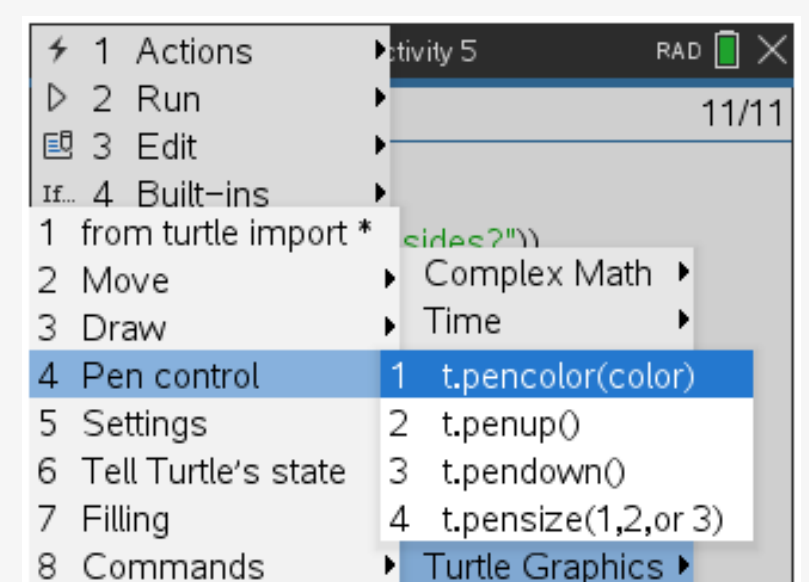 1 Actions
ctivity 5
RAD
2 Run
11/11
3 Edit
If... 4 Built-ins
1 from turtle import *
sides?"))
2 Move
Complex Math
3 Draw
Time
4 Pen control
1 t.pencolor(color)
5 Settings
2 t.penup()
6 Tell Turtle's state
3 t.pendown()
7 Filling
4 t.pensize(1,2,or 3)
8 Commands
Turtle Graphics